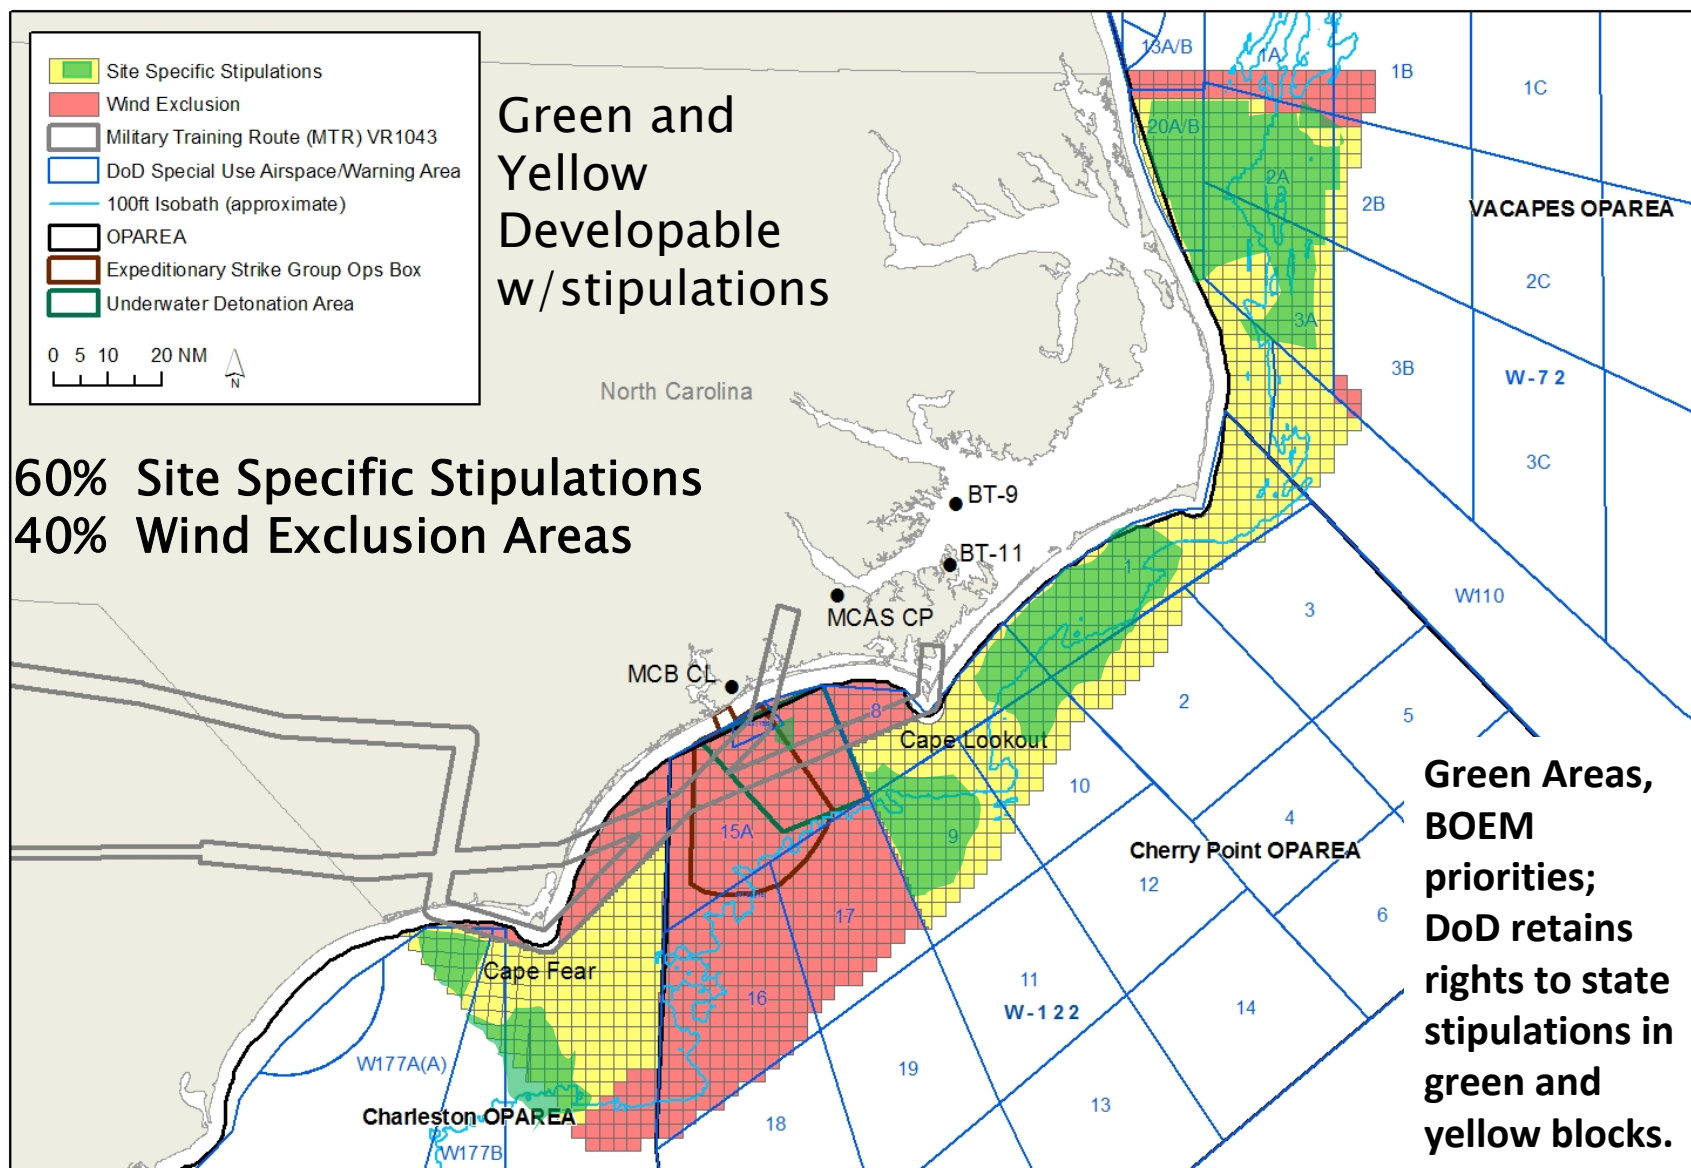 Site Specific Stipulations
Wind Exclusion
Military Training Route (MTR) VR1043
DoD Special Use Airspace/Warning Area
100ft Isobath (approximate)
OPAREA
Expeditionary Strike Group Ops Box
Underwater Detonation Area
0 5 10 20 NM
N
Green and
Yellow
Developable
w/stipulations
60% Site Specific Stipulations
40% Wind Exclusion Areas
North Carolina
13A/B
1A
1B
1C
20A/B
2A
2B
VACAPES OPAREA
2C
3A
3B
W-72
3C
BT-9
BT-11
MCAS CP
MCB CL
1
3
W110
2
5
8
Cape Lookout
10
4
15A
9
Cherry Point OPAREA
12
6
17
Cape Fear
16
11
W-122
14
W177A(A)
19
13
Charleston OPAREA
18
W177B
Green Areas,
BOEM
priorities;
DoD retains
rights to state
stipulations in
green and
yellow blocks.